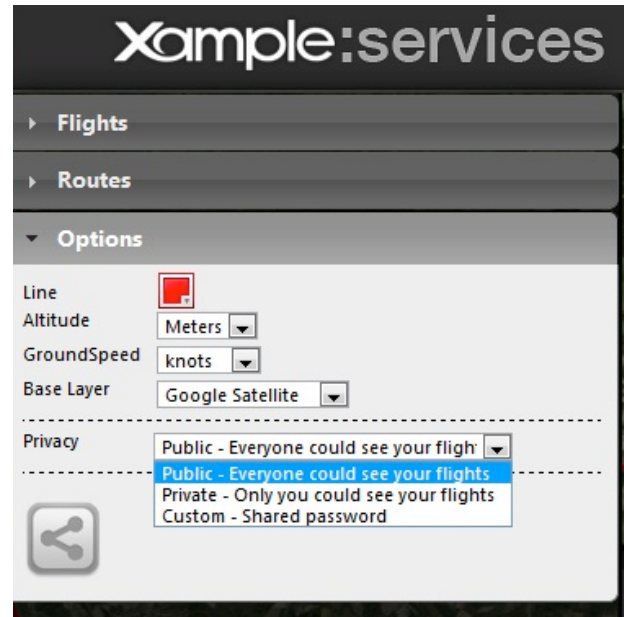 Xample:services
Flights
Routes
Options
Line
Altitude Meters
GroundSpeed knots
Base Layer Google Satellite
Privacy Public - Everyone could see your fligh
Public - Everyone could see your flights
Private - Only you could see your flights
Custom - Shared password